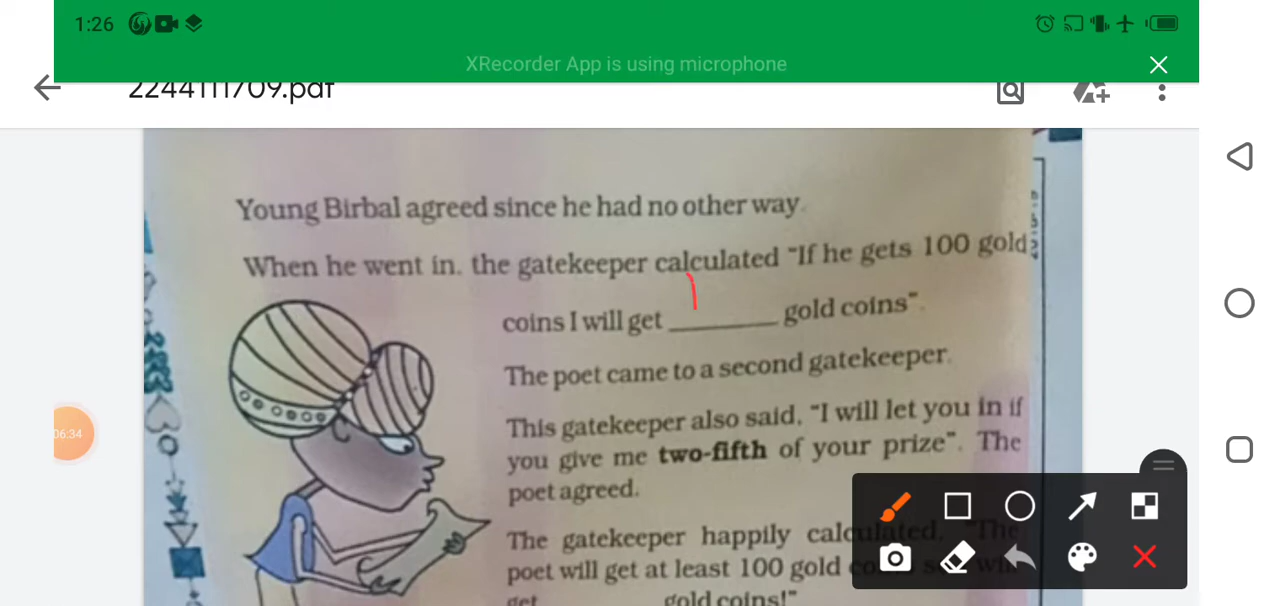 1:26
XRecorder App is using microphone
2244111709.pdf
Young Birbal agreed since he had no other way.
When he went in, the gatekeeper calculated "If he gets 100 gold
coins I will get ________ gold coins".
The poet came to a second gatekeeper.
This gatekeeper also said, "I will let you in if
you give me two-fifth of your prize". The
poet agreed.
The gatekeeper happily calculated, "The
poet will get at least 100 gold
get ________ gold coins!"
06:34